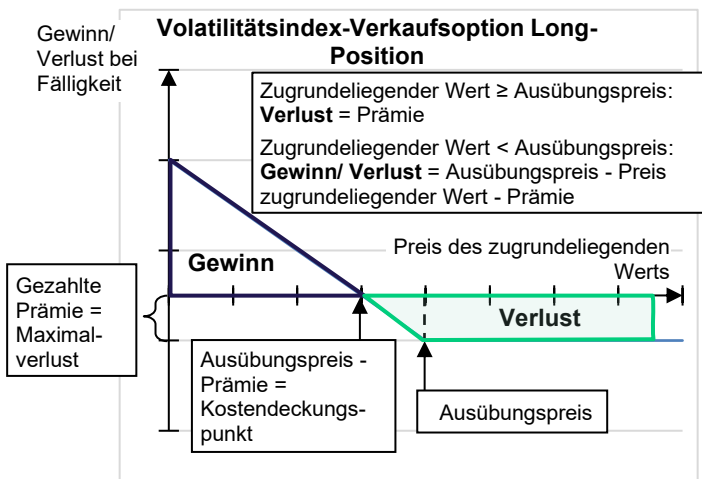 Volatilitätsindex-Verkaufsoption Long-
Position
Gewinn/
Verlust bei
Fälligkeit
Zugrundeliegender Wert ≥ Ausübungspreis:
Verlust = Prämie
Zugrundeliegender Wert < Ausübungspreis:
Gewinn/ Verlust = Ausübungspreis - Preis
zugrundeliegender Wert - Prämie
Preis des zugrundeliegenden
Werts
Gewinn
Verlust
Gezahlte
Prämie =
Maximal-
verlust
Ausübungspreis -
Prämie =
Kostendeckungs-
punkt
Ausübungspreis